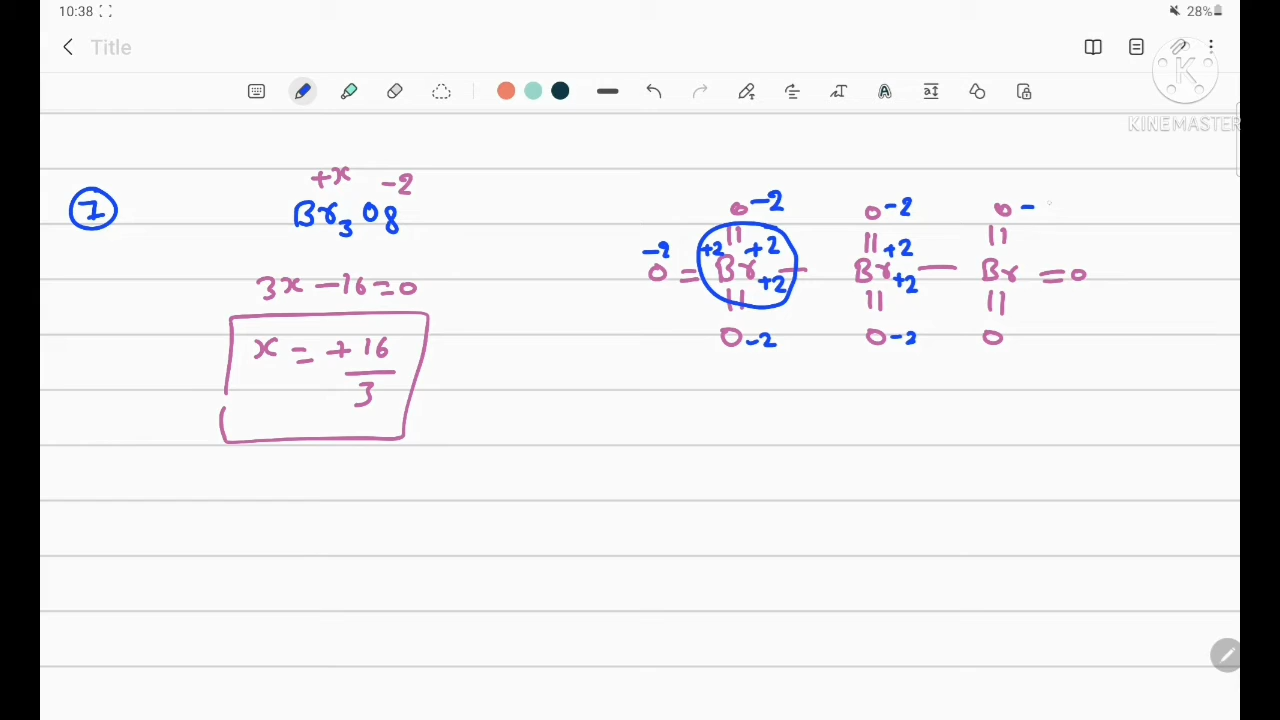 10:38
28%
Title
KINEMASTER
+x -2
1 Br3O8
3x - 16 = 0
x = + 16
3
O -2 O -2 O -
-2 +2 || +2 || +2 ||
O = Br — Br — Br = O
|| +2 || +2 ||
O -2 O -2 O